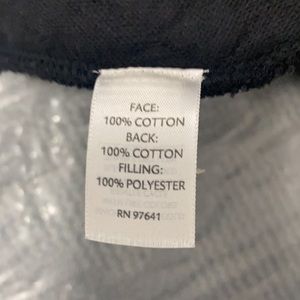 FACE:
100% COTTON
BACK:
100% COTTON
FILLING:
100% POLYESTER
RN 97641